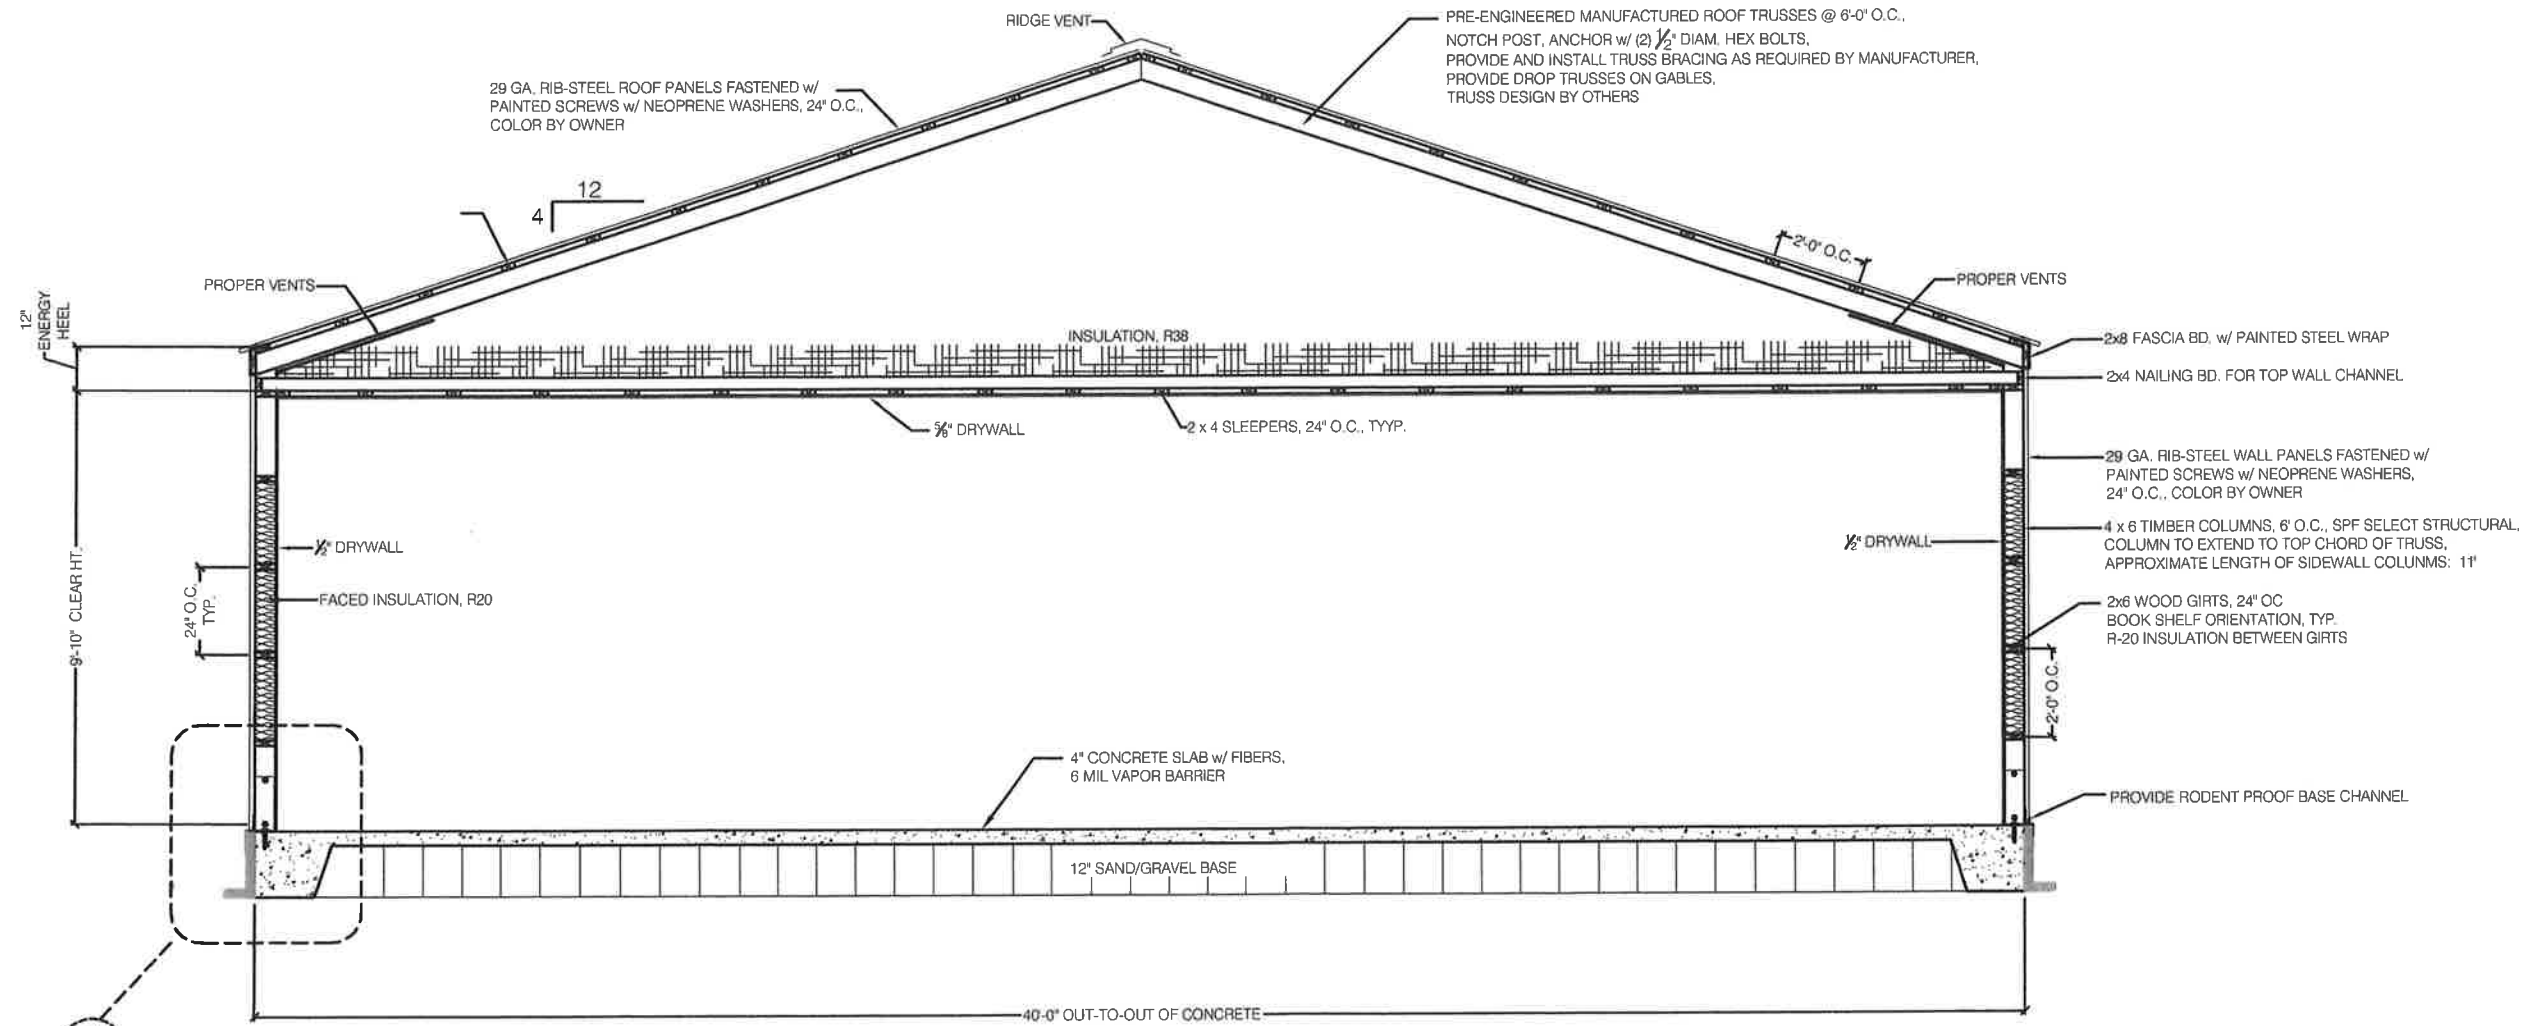 RIDGE VENT
PRE-ENGINEERED MANUFACTURED ROOF TRUSSES @ 6'-0" O.C.,
NOTCH POST, ANCHOR w/ (2) 1/2" DIAM. HEX BOLTS,
PROVIDE AND INSTALL TRUSS BRACING AS REQUIRED BY MANUFACTURER,
PROVIDE DROP TRUSSES ON GABLES,
TRUSS DESIGN BY OTHERS
29 GA. RIB-STEEL ROOF PANELS FASTENED w/
PAINTED SCREWS w/ NEOPRENE WASHERS, 24" O.C.,
COLOR BY OWNER
12
4
2'-0" O.C.
PROPER VENTS
PROPER VENTS
12"
ENERGY
HEEL
INSULATION, R38
2x8 FASCIA BD. w/ PAINTED STEEL WRAP
2x4 NAILING BD. FOR TOP WALL CHANNEL
5/8" DRYWALL
2 x 4 SLEEPERS, 24" O.C., TYYP.
29 GA. RIB-STEEL WALL PANELS FASTENED w/
PAINTED SCREWS w/ NEOPRENE WASHERS,
24" O.C., COLOR BY OWNER
4 x 6 TIMBER COLUMNS, 6' O.C., SPF SELECT STRUCTURAL,
COLUMN TO EXTEND TO TOP CHORD OF TRUSS,
APPROXIMATE LENGTH OF SIDEWALL COLUNMS: 11'
1/2" DRYWALL
1/2" DRYWALL
9'-10" CLEAR HT.
24" O.C.
TYP.
FACED INSULATION, R20
2x6 WOOD GIRTS, 24" OC
BOOK SHELF ORIENTATION, TYP.
R-20 INSULATION BETWEEN GIRTS
2'-0" O.C.
4" CONCRETE SLAB w/ FIBERS,
6 MIL VAPOR BARRIER
PROVIDE RODENT PROOF BASE CHANNEL
12" SAND/GRAVEL BASE
40'-0" OUT-TO-OUT OF CONCRETE